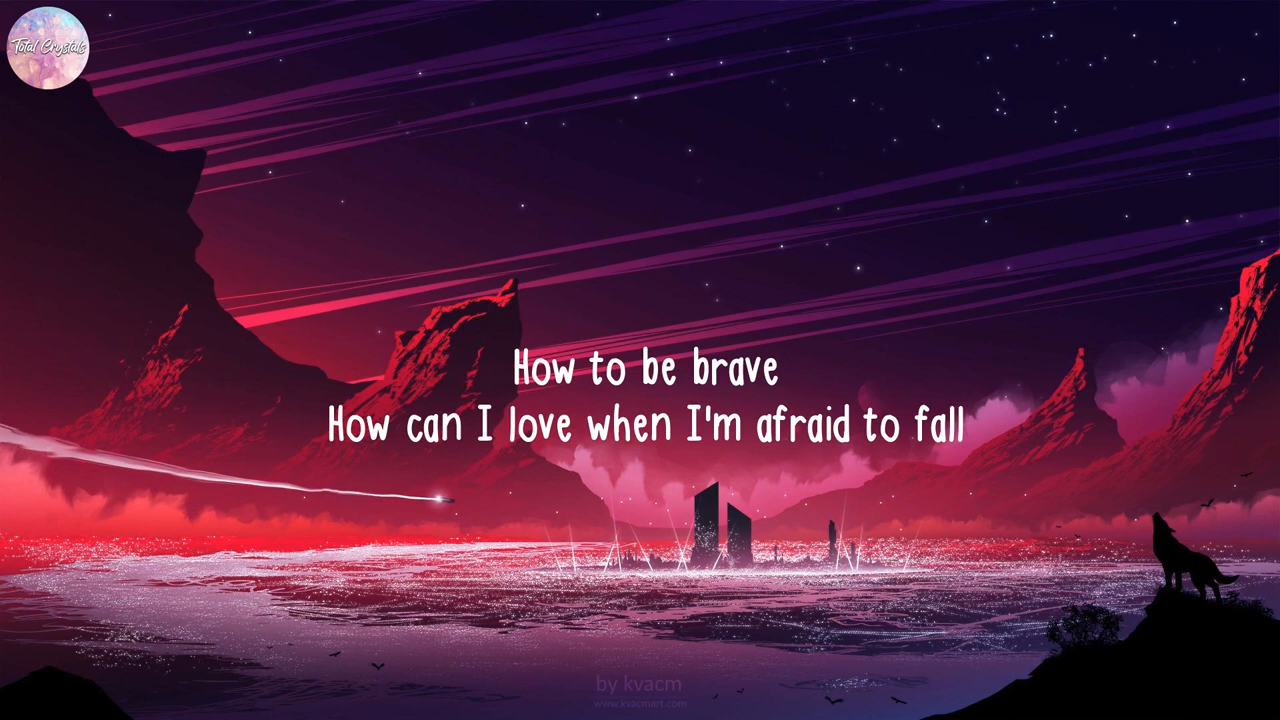 Total Crystals
How to be brave
How can I love when I'm afraid to fall
by kvacm
www.kvacmart.com